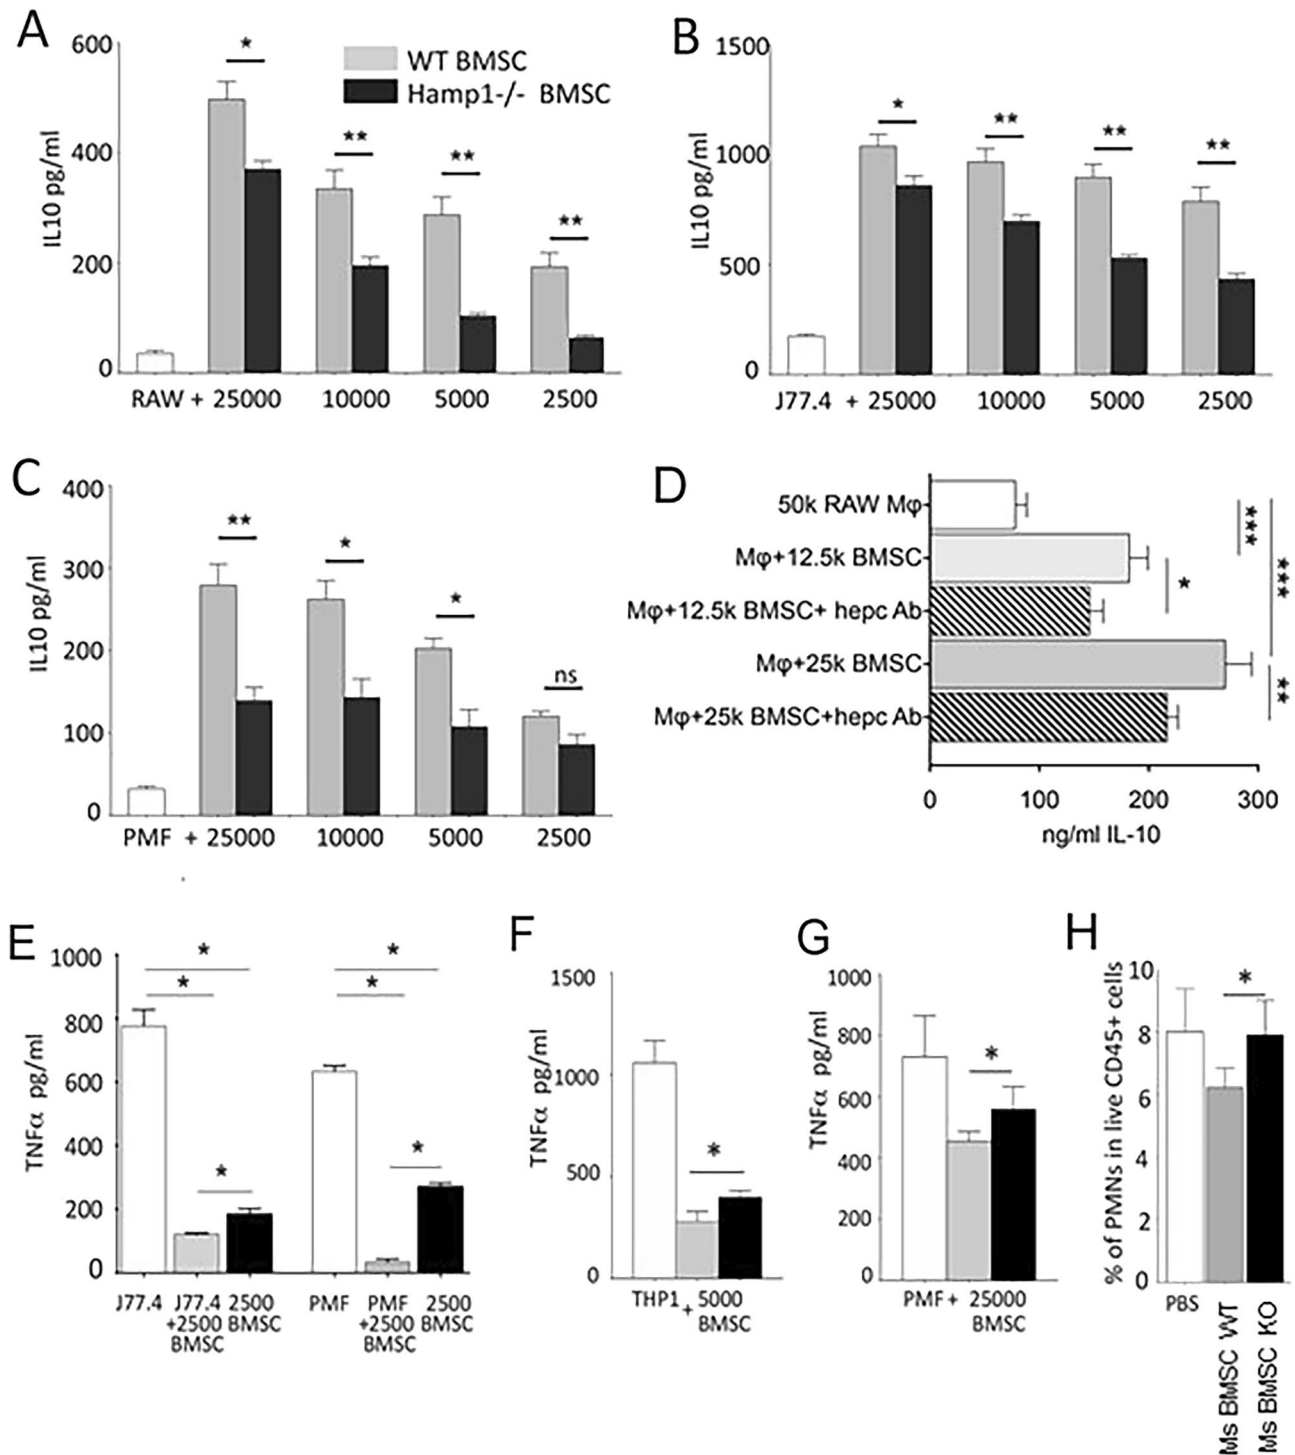 A
600
400
200
0
IL10 pg/ml
*
**
**
**
WT BMSC
Hamp1-/- BMSC
RAW + 25000 10000 5000 2500
B
1500
1000
500
0
IL10 pg/ml
*
**
**
**
J77.4 + 25000 10000 5000 2500
C
400
300
200
100
0
IL10 pg/ml
**
*
*
ns
PMF + 25000 10000 5000 2500
D
50k RAW Mφ
Mφ+12.5k BMSC
Mφ+12.5k BMSC+ hepc Ab
Mφ+25k BMSC
Mφ+25k BMSC+hepc Ab
***
***
*
**
0 100 200 300
ng/ml IL-10
E
1000
800
600
400
200
0
TNFα pg/ml
*
*
*
*
*
*
J77.4 J77.4 2500
+2500 BMSC
BMSC
PMF PMF 2500
+2500 BMSC
BMSC
F
1500
1000
500
0
TNFα pg/ml
*
THP1 + 5000
BMSC
G
1000
800
600
400
200
0
TNFα pg/ml
*
PMF + 25000
BMSC
H
10
8
6
4
2
0
% of PMNs in live CD45+ cells
*
PBS
Ms BMSC WT
Ms BMSC KO